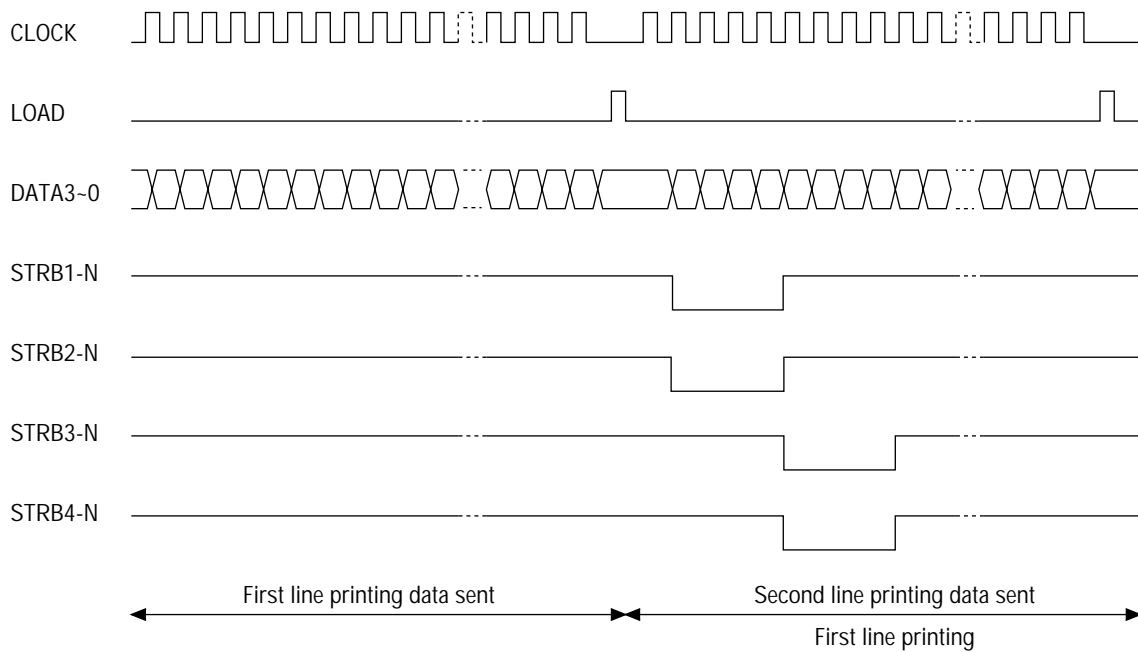 CLOCK
LOAD
DATA3~0
STRB1-N
STRB2-N
STRB3-N
STRB4-N
First line printing data sent
Second line printing data sent
First line printing